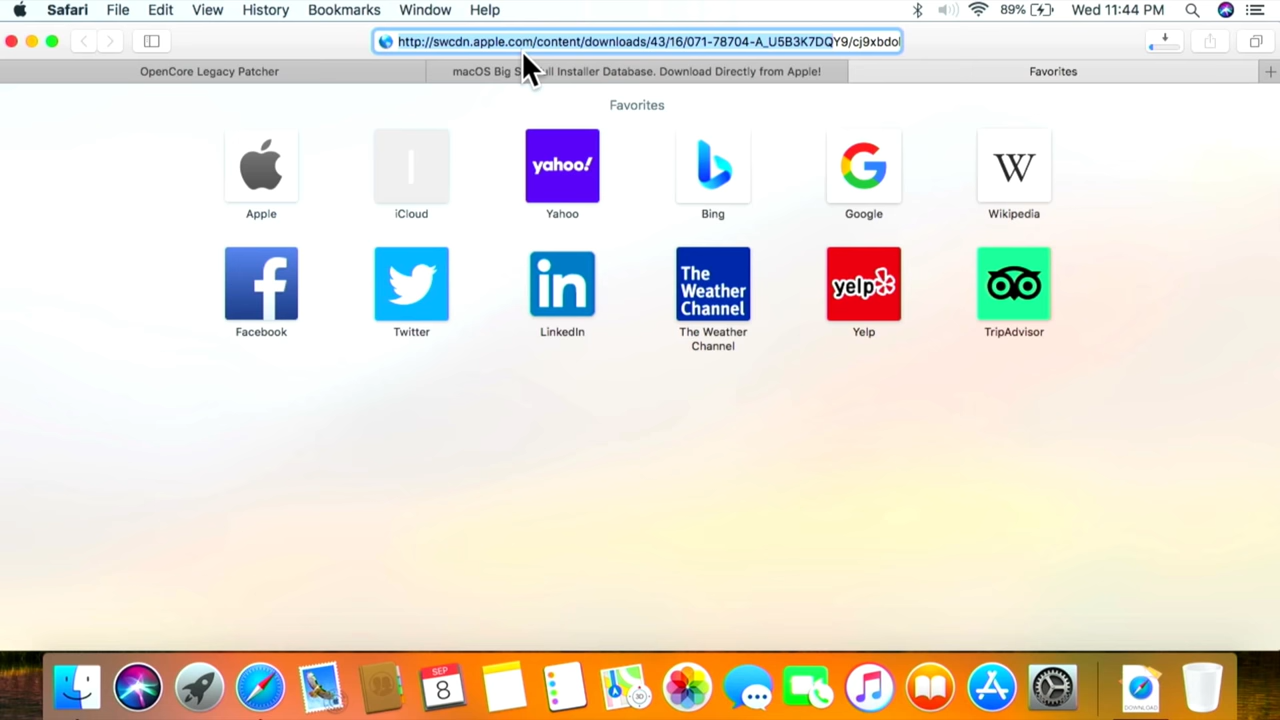 Safari File Edit View History Bookmarks Window Help 89% Wed 11:44 PM
http://swcdn.apple.com/content/downloads/43/16/071-78704-A_U5B3K7DQY9/cj9xbdo
OpenCore Legacy Patcher macOS Big S ll Installer Database. Download Directly from Apple! Favorites
Favorites
yahoo! W
Apple iCloud Yahoo Bing Google Wikipedia
The Weather Channel yelp
Facebook Twitter LinkedIn The Weather Channel Yelp TripAdvisor
SEP
8
3D
DOWNLOAD